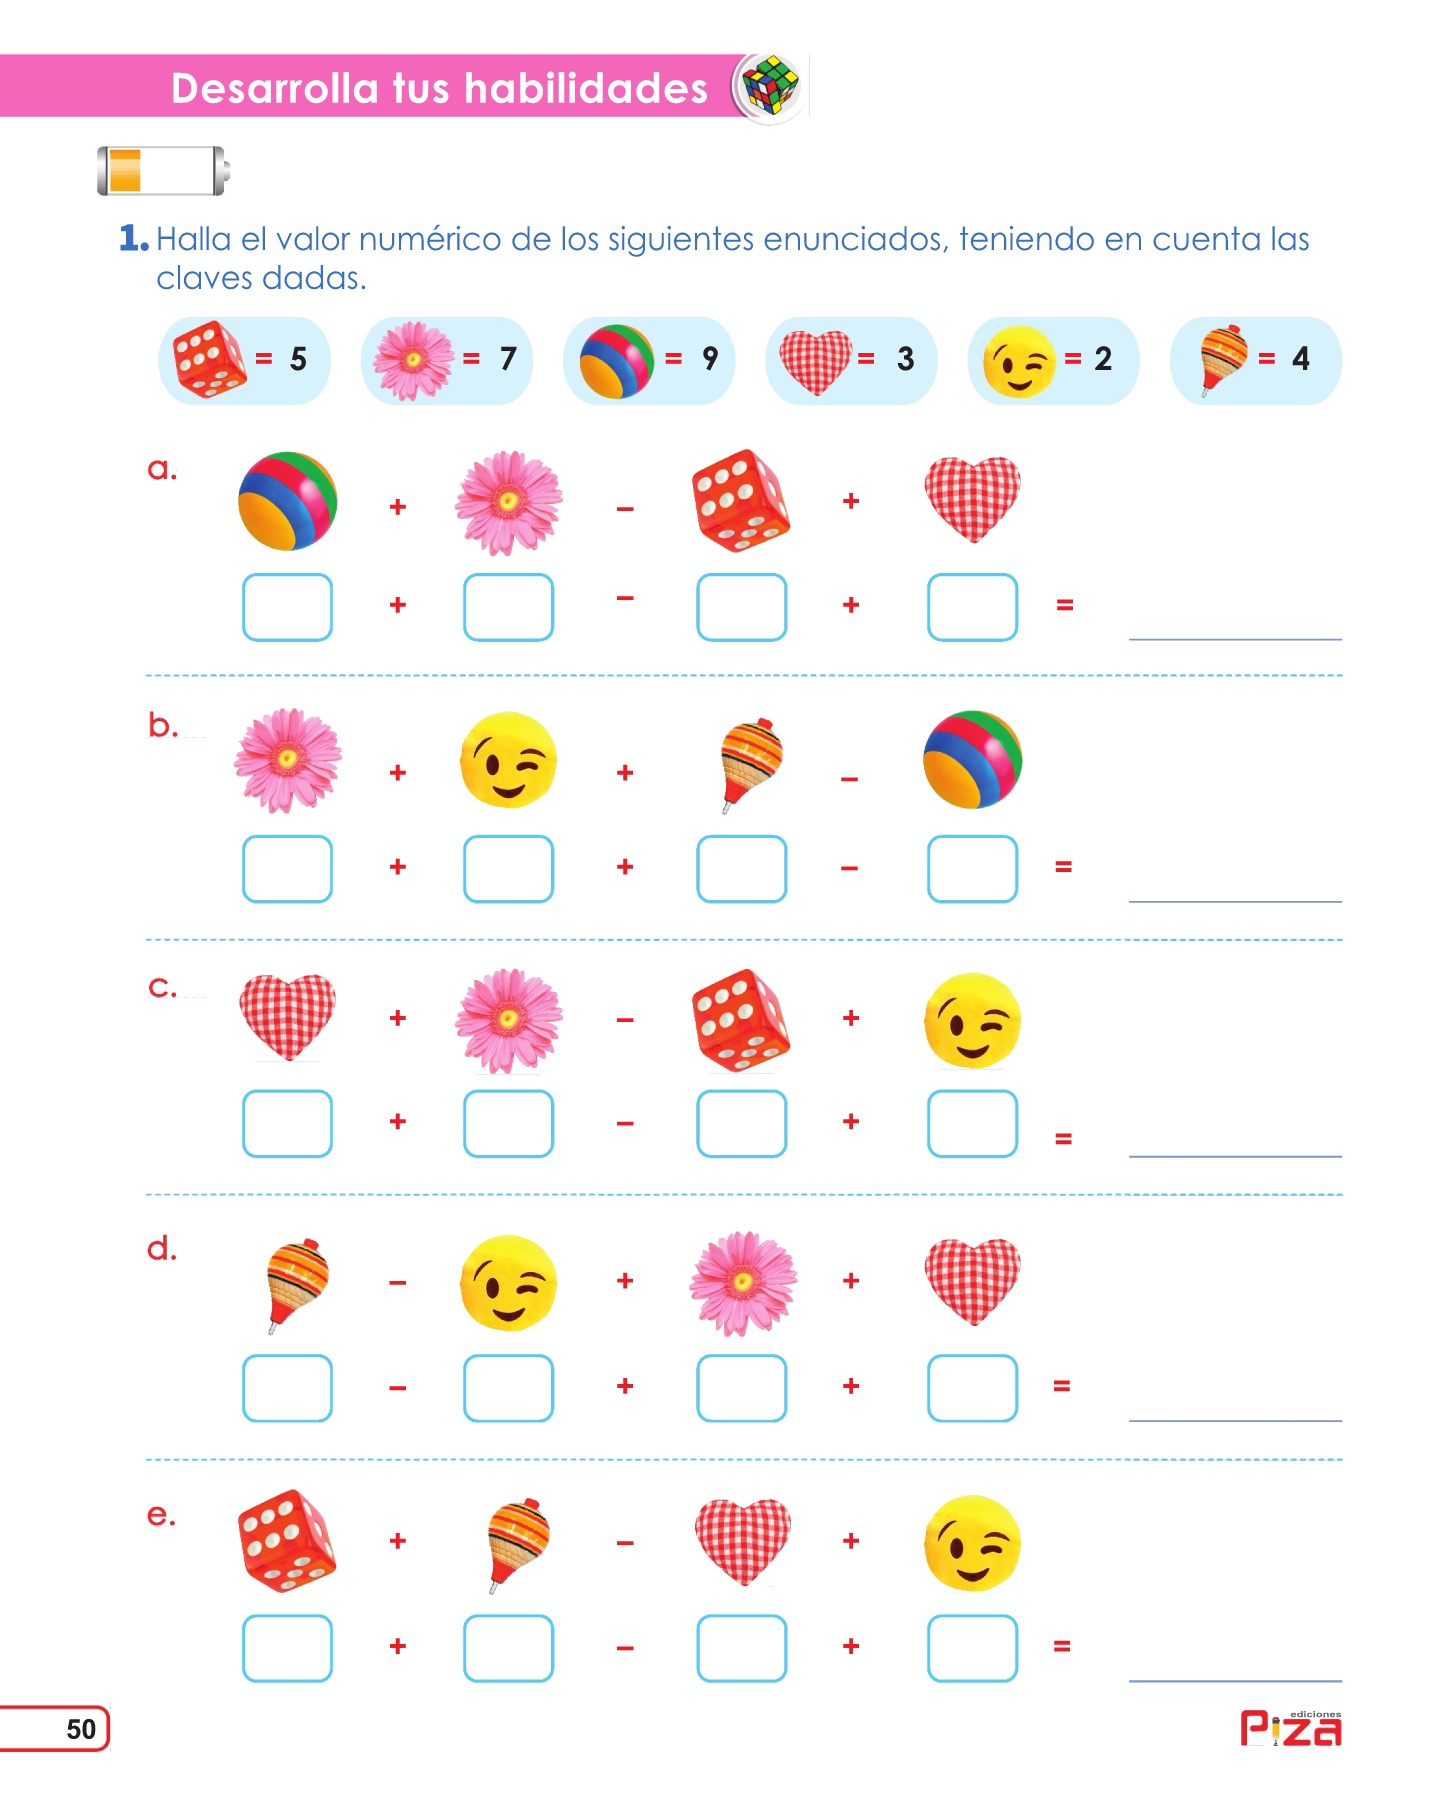 Desarrolla tus habilidades
1. Halla el valor numérico de los siguientes enunciados, teniendo en cuenta las
claves dadas.
= 5 = 7 = 9 = 3 = 2 = 4
a. + − +
+ − + =
b. + + −
+ + − =
c. + − +
+ − + =
d. − + +
− + + =
e. + − +
+ − + =
50
ediciones
Piza